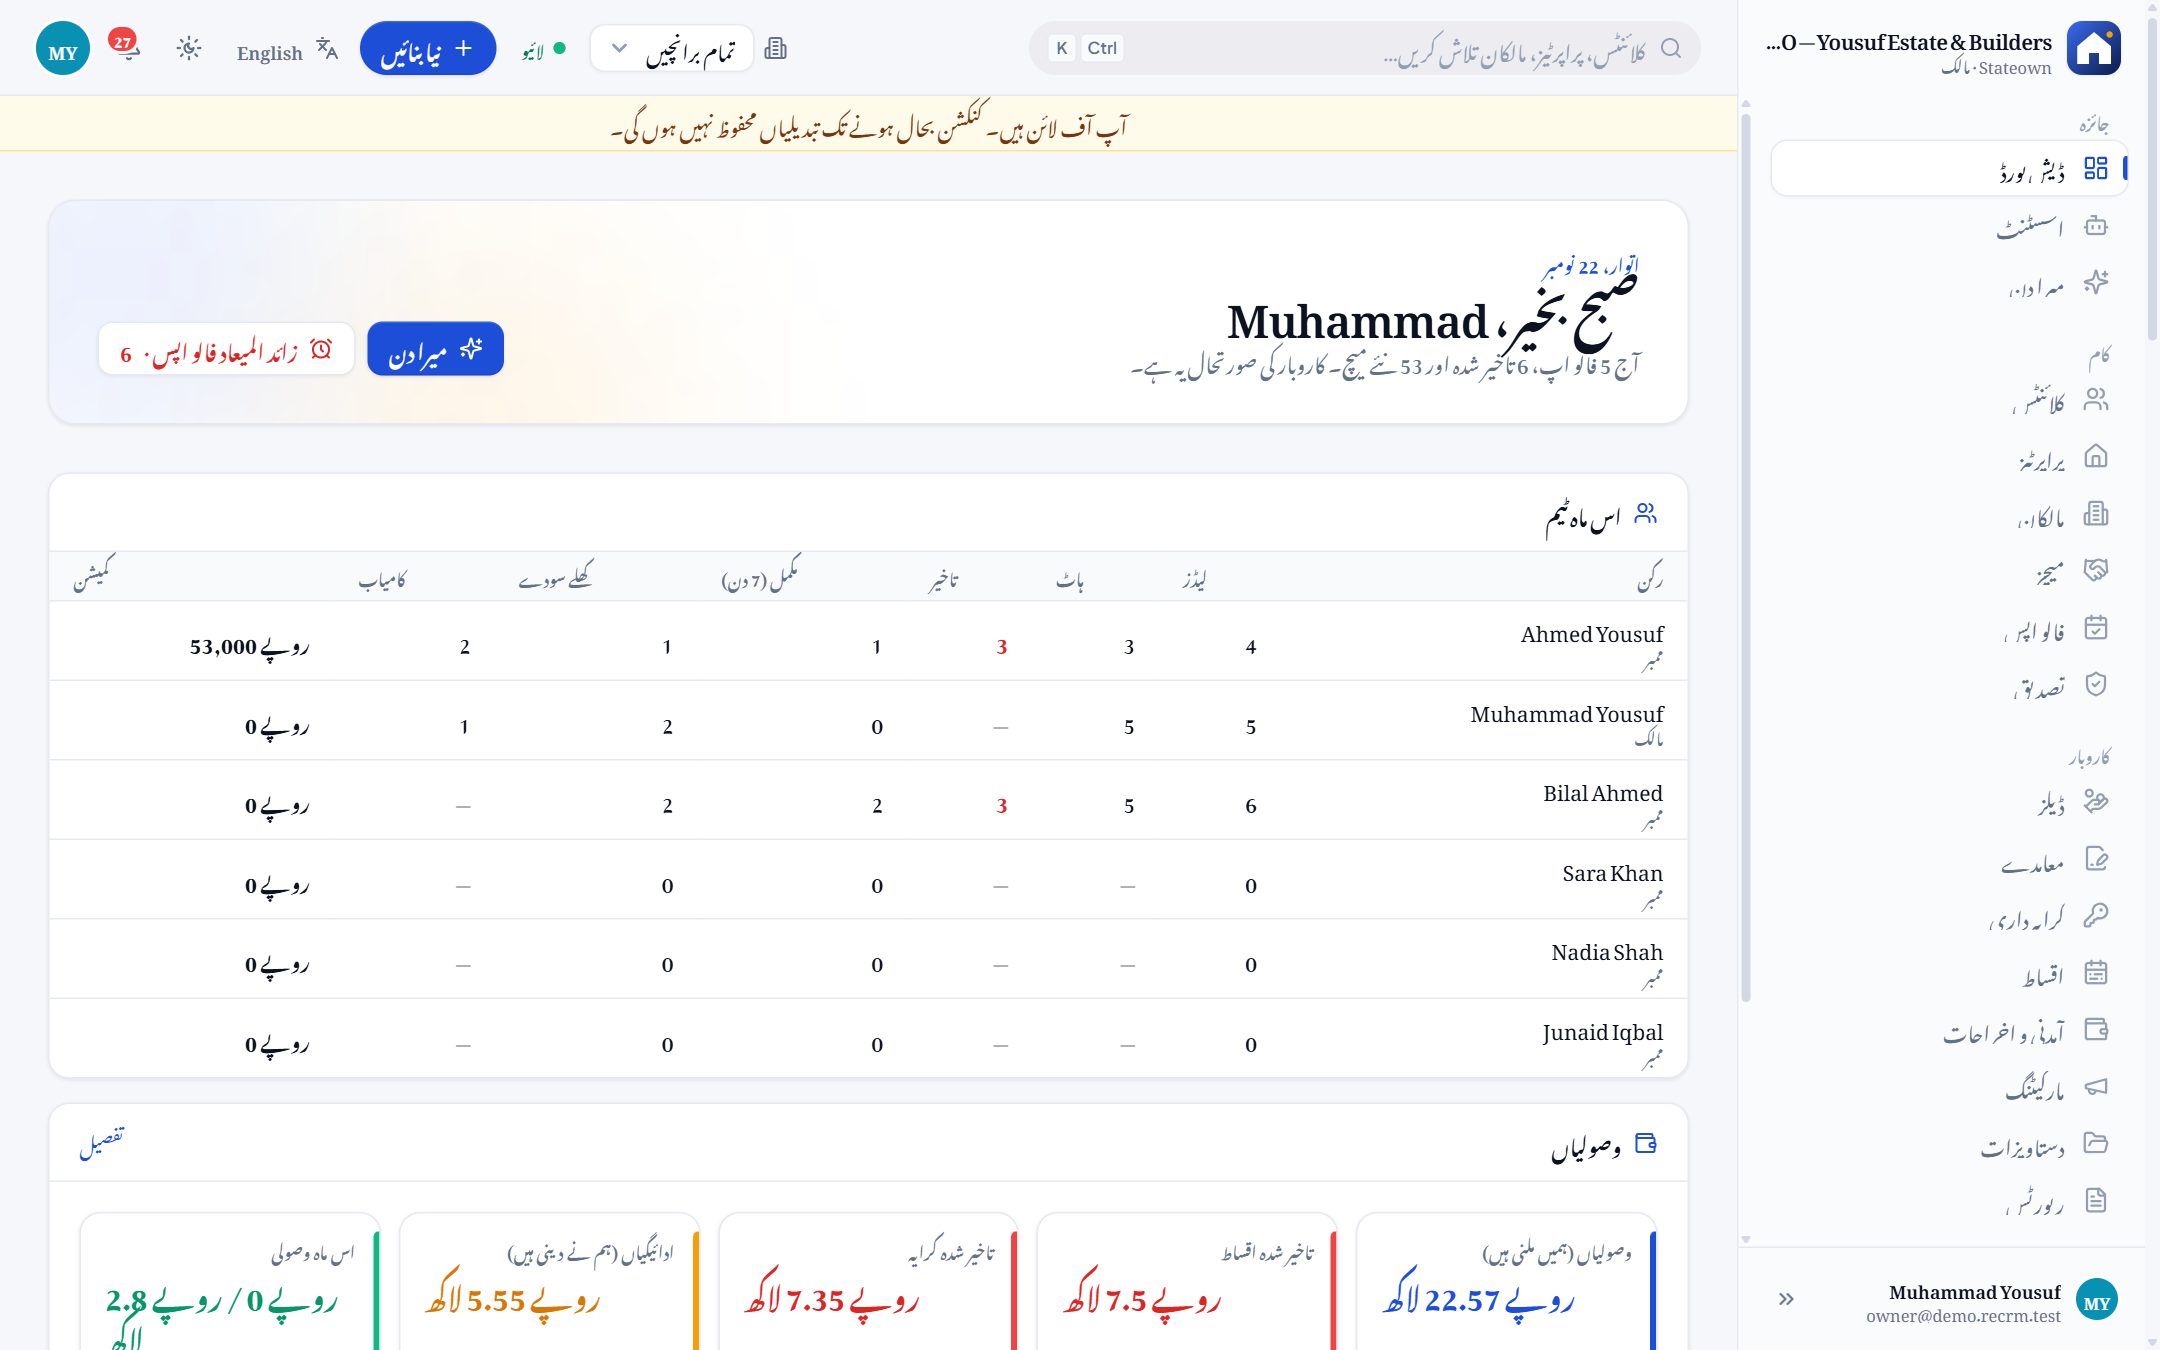 Yousuf Estate & Builders — O...
Stateown · مالک
کلائنٹس، پراپرٹیز، مالکان تلاش کریں...
Ctrl K
تمام برانچیں
لائیو
نیا بنائیں
English
27
MY
آپ آف لائن ہیں۔ کنکشن بحال ہونے تک تبدیلیاں محفوظ نہیں ہوں گی۔
جائزہ
ڈیش بورڈ
اسسٹنٹ
میرا دن
کام
کلائنٹس
پراپرٹیز
مالکان
میچز
فالو اپس
تصدیق
کاروبار
ڈیلز
معاہدے
کرایہ داری
اقساط
آمدنی و اخراجات
مارکیٹنگ
دستاویزات
رپورٹس
MY
Muhammad Yousuf
owner@demo.recrm.test
اتوار، 22 نومبر
صبح بخیر، Muhammad
آج 5 فالو اپ، 6 تاخیر شدہ اور 53 نئے میچ۔ کاروبار کی صورتحال یہ ہے۔
میرا دن
زائد المیعاد فالو اپس · 6
اس ماہ ٹیم
رکن لیڈز ہاٹ تاخیر مکمل (7 دن) کھلے سودے کامیاب کمیشن
Ahmed Yousuf 4 3 3 1 1 2 روپے 53,000
ممبر
Muhammad Yousuf 5 5 — 0 2 1 روپے 0
مالک
Bilal Ahmed 6 5 3 2 2 — روپے 0
ممبر
Sara Khan 0 — — 0 0 — روپے 0
ممبر
Nadia Shah 0 — — 0 0 — روپے 0
ممبر
Junaid Iqbal 0 — — 0 0 — روپے 0
ممبر
وصولیاں
تفصیل
وصولیاں (ہمیں ملنی ہیں)
روپے 22.57 لاکھ
تاخیر شدہ اقساط
روپے 7.5 لاکھ
تاخیر شدہ کرایہ
روپے 7.35 لاکھ
ادائیگیاں (ہم نے دینی ہیں)
روپے 5.55 لاکھ
اس ماہ وصولی
روپے 0 / روپے 2.8
لاکھ